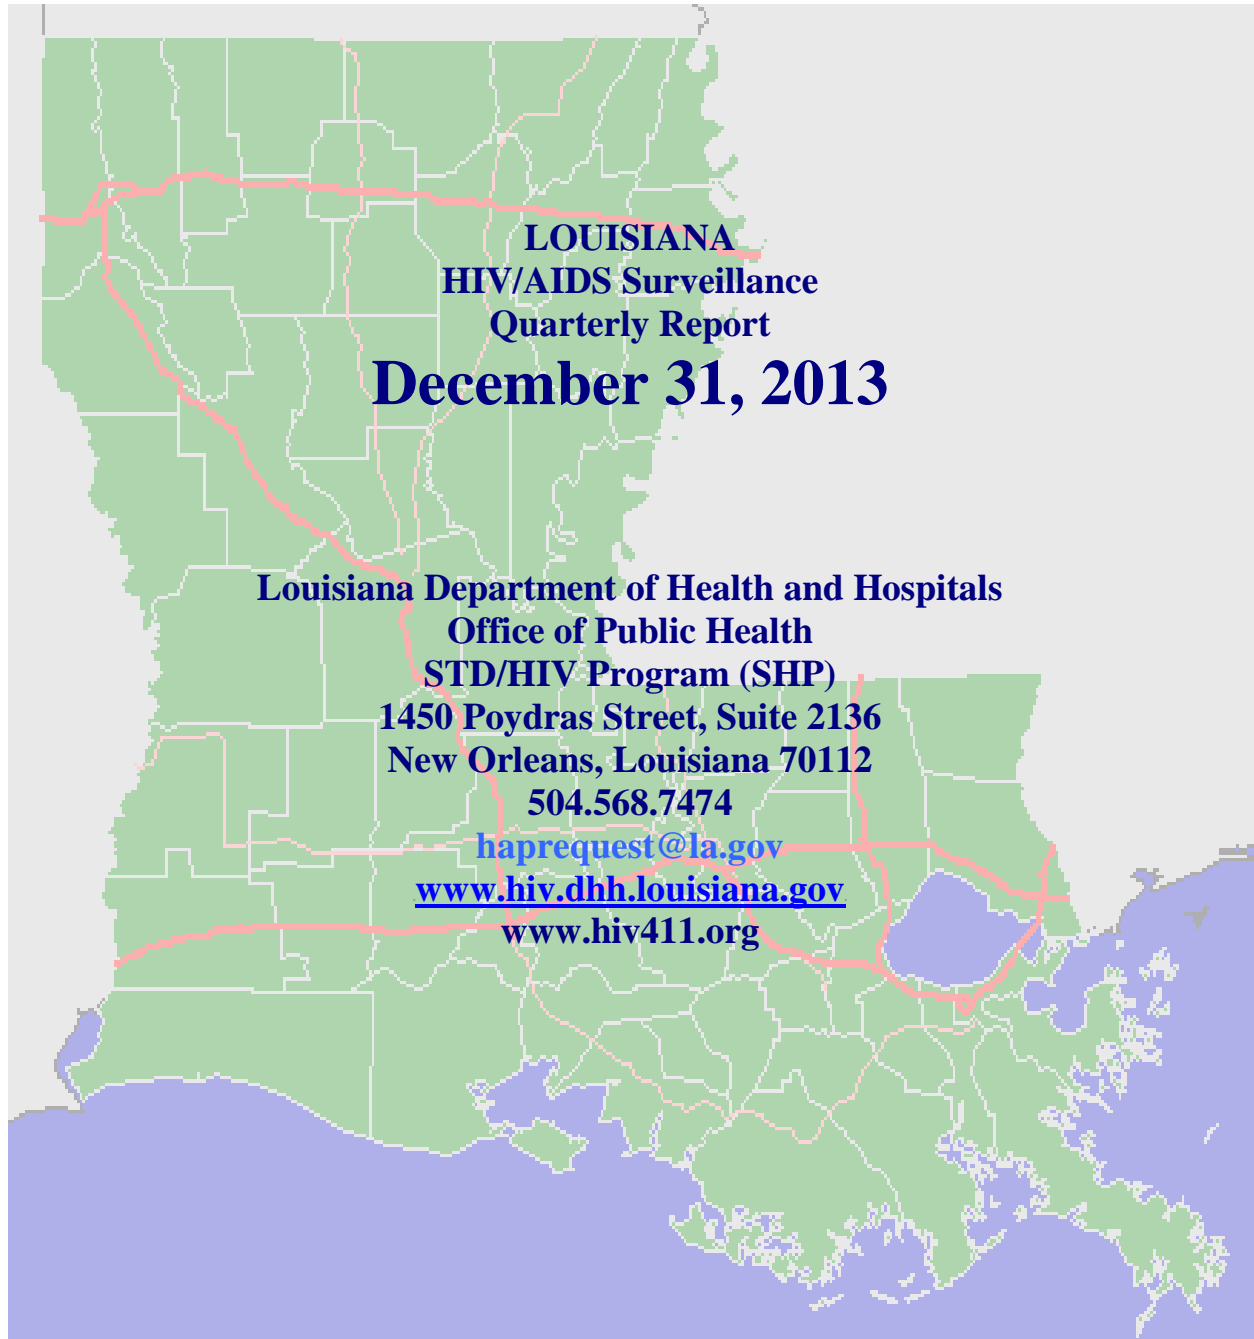 LOUISIANA
HIV/AIDS Surveillance
Quarterly Report
December 31, 2013
Louisiana Department of Health and Hospitals
Office of Public Health
STD/HIV Program (SHP)
1450 Poydras Street, Suite 2136
New Orleans, Louisiana 70112
504.568.7474
haprequest@la.gov
www.hiv.dhh.louisiana.gov
www.hiv411.org